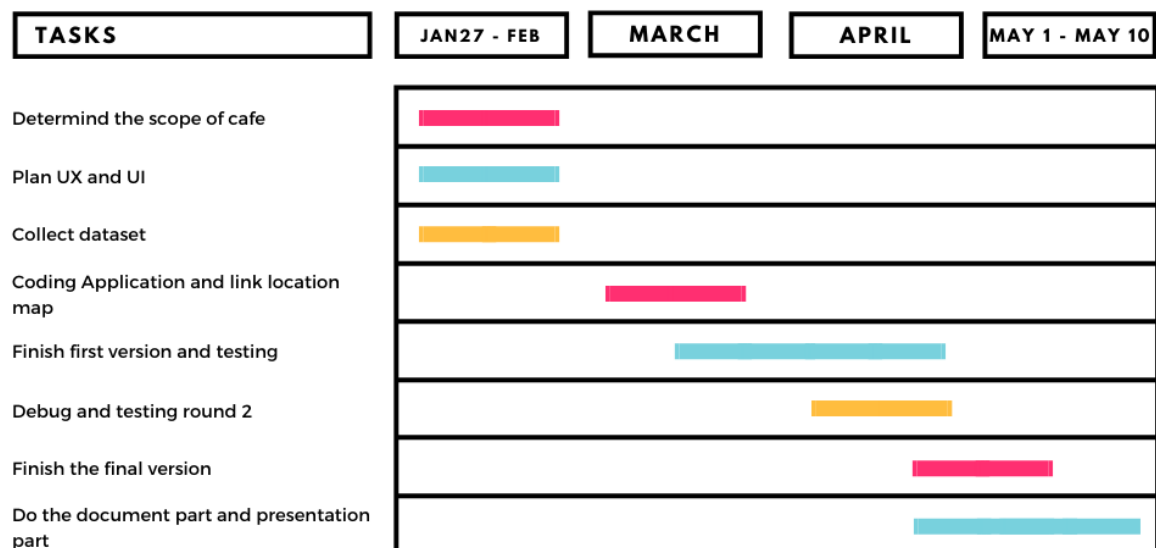 TASKS
JAN27 - FEB
MARCH
APRIL
MAY 1 - MAY 10
Determind the scope of cafe
Plan UX and UI
Collect dataset
Coding Application and link location
map
Finish first version and testing
Debug and testing round 2
Finish the final version
Do the document part and presentation
part